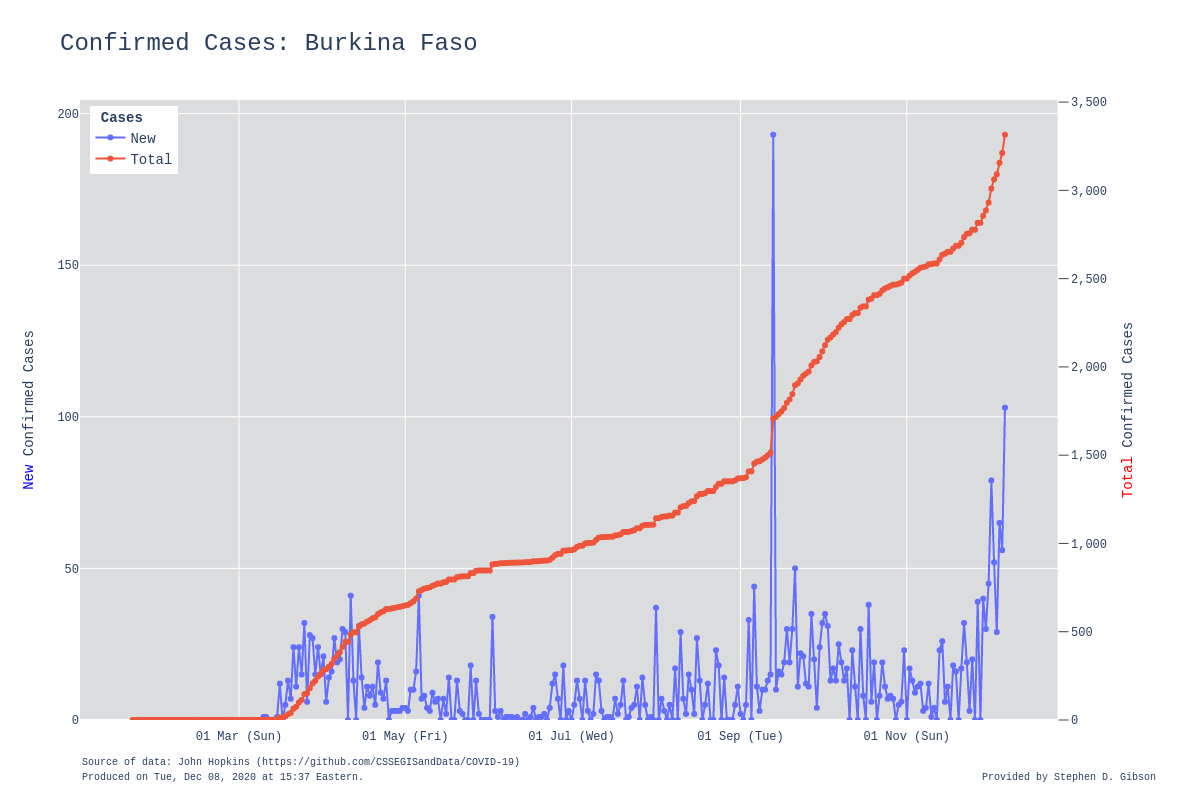 Confirmed Cases: Burkina Faso
Cases
New
Total
200
150
100
50
0
3,500
3,000
2,500
2,000
1,500
1,000
500
0
New Confirmed Cases
Total Confirmed Cases
01 Mar (Sun)
01 May (Fri)
01 Jul (Wed)
01 Sep (Tue)
01 Nov (Sun)
Source of data: John Hopkins (https://github.com/CSSEGISandData/COVID-19)
Produced on Tue, Dec 08, 2020 at 15:37 Eastern.
Provided by Stephen D. Gibson